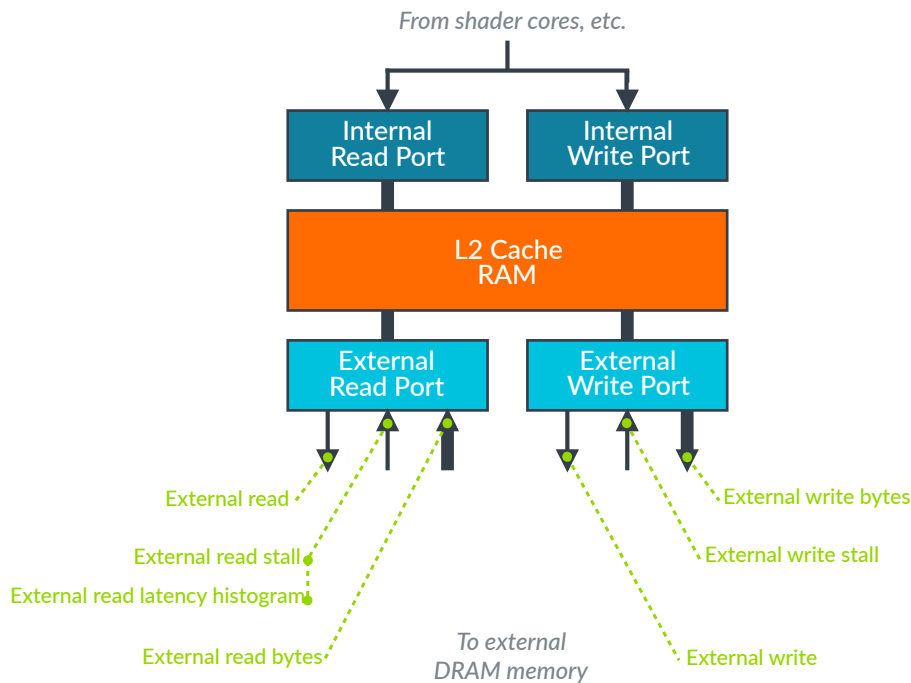 From shader cores, etc.
Internal
Read Port
Internal
Write Port
L2 Cache
RAM
External
Read Port
External
Write Port
External read
External write bytes
External read stall
External write stall
External read latency histogram
External read bytes
External write
To external
DRAM memory